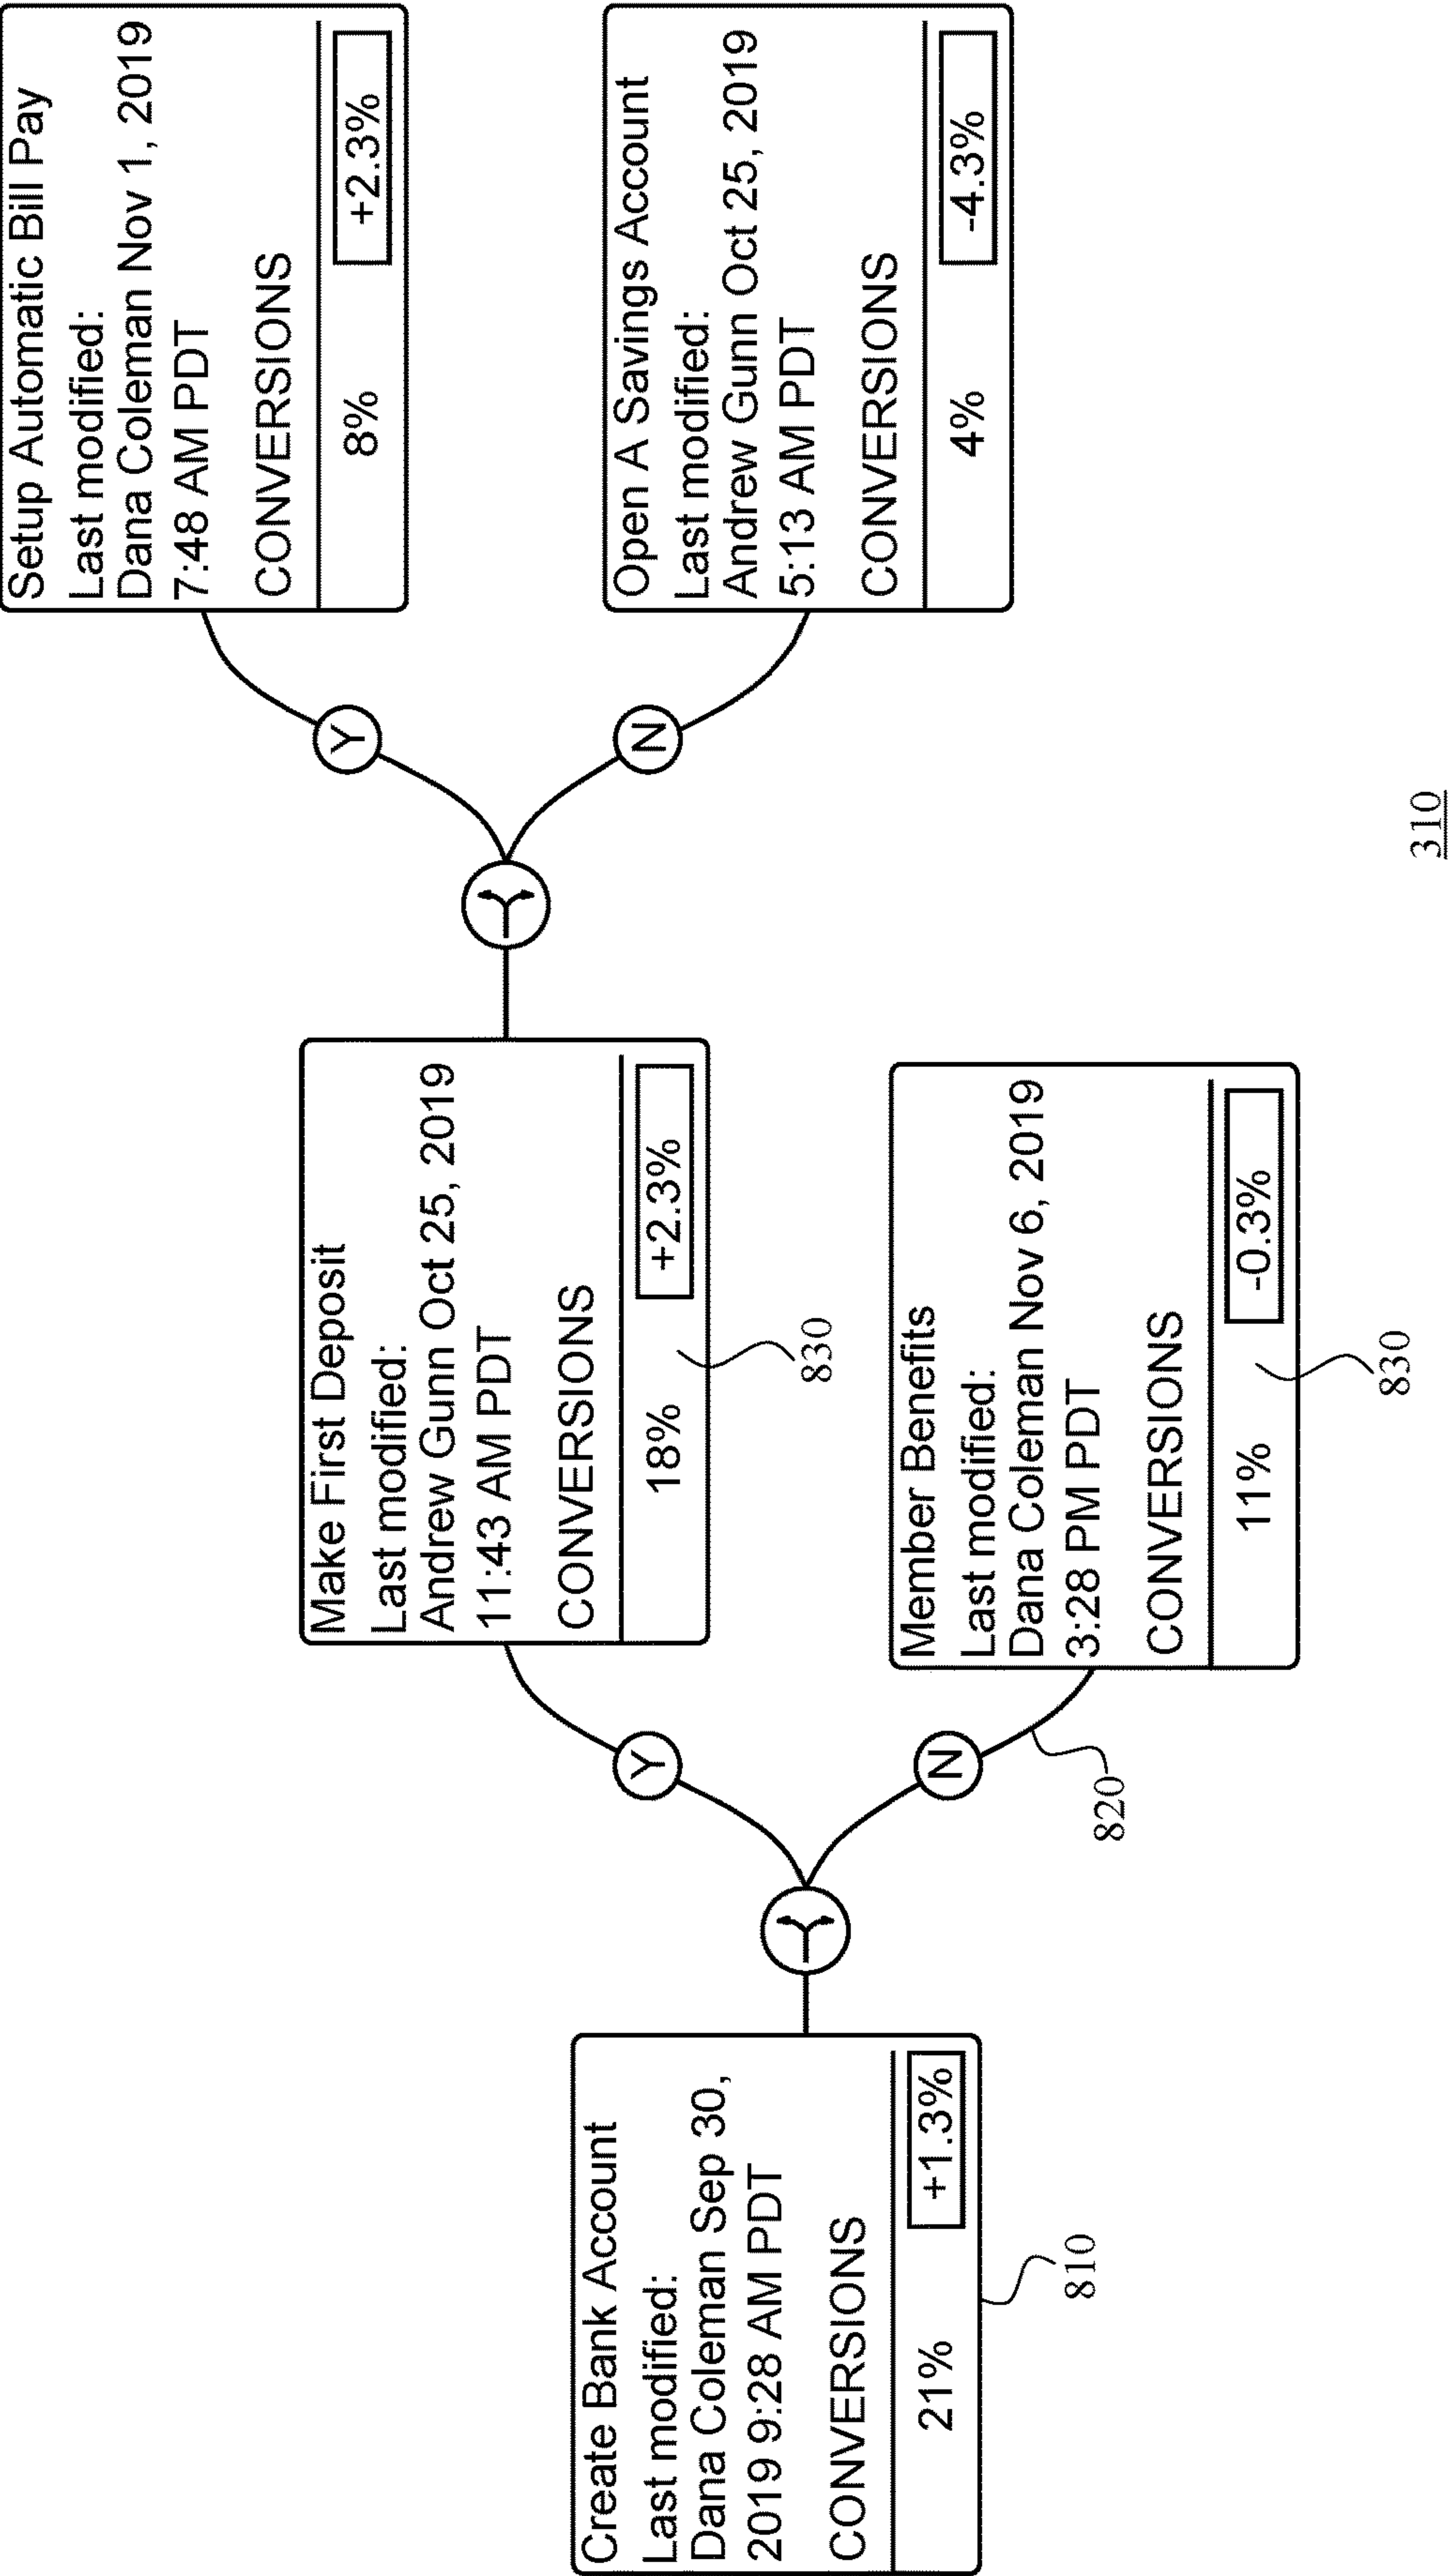 Create Bank Account
Last modified:
Dana Coleman Sep 30,
2019 9:28 AM PDT
CONVERSIONS
21%
+1.3%
810
Y
N
820
Make First Deposit
Last modified:
Andrew Gunn Oct 25, 2019
11:43 AM PDT
CONVERSIONS
18%
+2.3%
830
Member Benefits
Last modified:
Dana Coleman Nov 6, 2019
3:28 PM PDT
CONVERSIONS
11%
-0.3%
830
Y
N
Setup Automatic Bill Pay
Last modified:
Dana Coleman Nov 1, 2019
7:48 AM PDT
CONVERSIONS
8%
+2.3%
Open A Savings Account
Last modified:
Andrew Gunn Oct 25, 2019
5:13 AM PDT
CONVERSIONS
4%
-4.3%
310